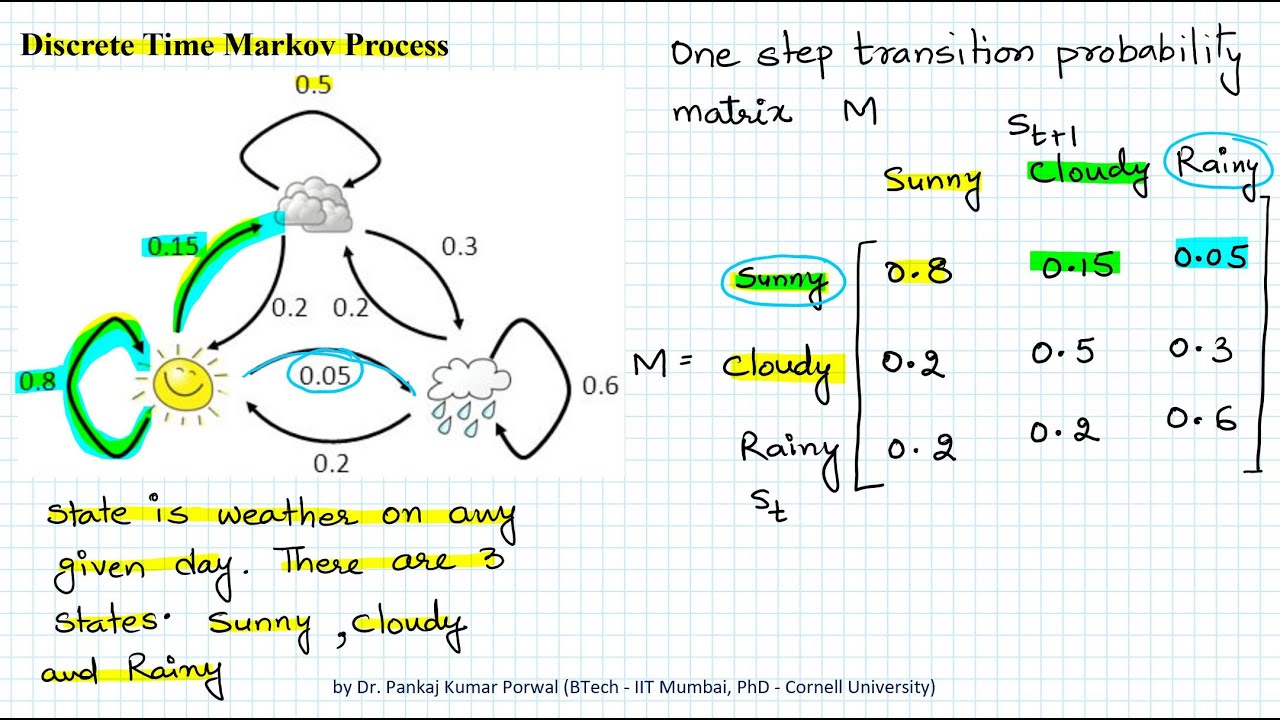 Discrete Time Markov Process
0.5
0.15
0.3
0.2 0.2
0.8
0.05
0.6
0.2
State is weather on any
given day. There are 3
States. Sunny, Cloudy
and Rainy
One step transition probability
matrix M
St+1
Sunny Cloudy Rainy
Sunny 0.8 0.15 0.05
M = Cloudy 0.2 0.5 0.3
Rainy 0.2 0.2 0.6
St
by Dr. Pankaj Kumar Porwal (BTech - IIT Mumbai, PhD - Cornell University)